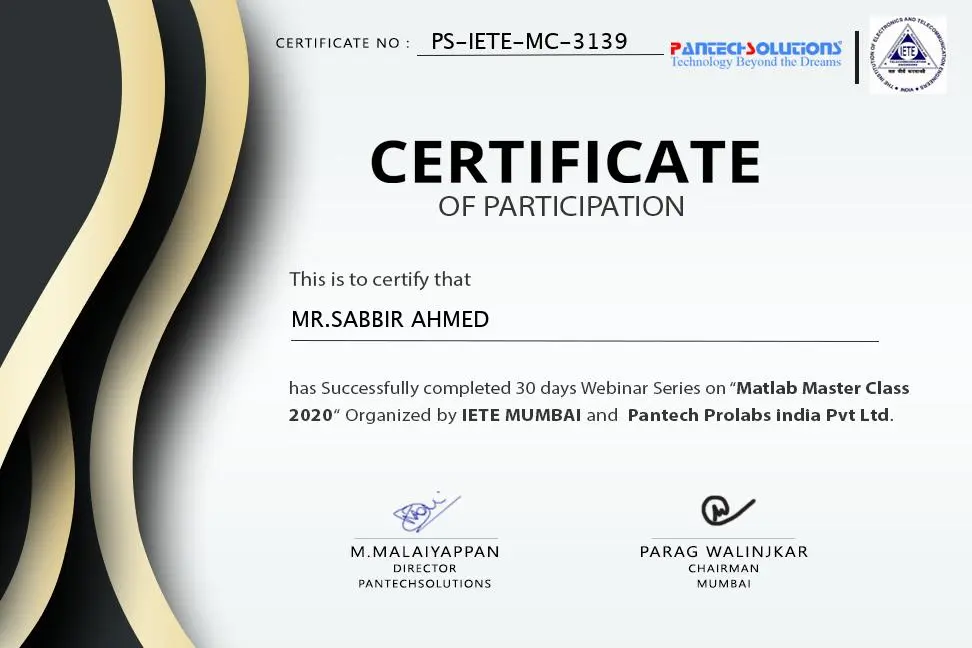 CERTIFICATE NO : PS-IETE-MC-3139
PANTECHSOLUTIONS
Technology Beyond the Dreams
THE INSTITUTION OF ELECTRONICS AND TELECOMMUNICATION ENGINEERS
IETE
INDIA
CERTIFICATE
OF PARTICIPATION
This is to certify that
MR.SABBIR AHMED
has Successfully completed 30 days Webinar Series on “Matlab Master Class
2020“ Organized by IETE MUMBAI and Pantech Prolabs india Pvt Ltd.
M.MALAIYAPPAN
DIRECTOR
PANTECHSOLUTIONS
PARAG WALINJKAR
CHAIRMAN
MUMBAI